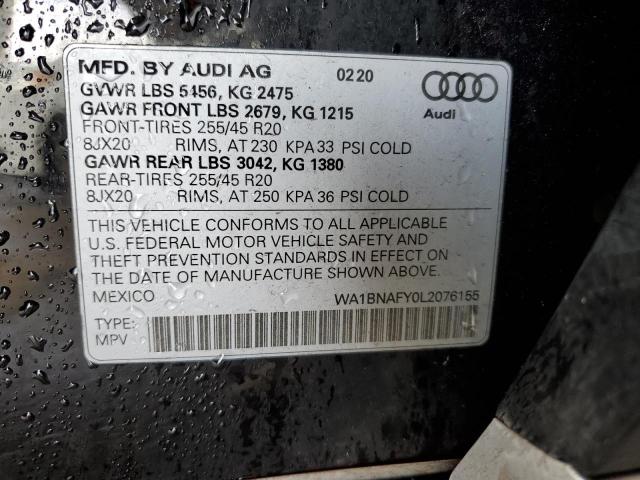 MFD. BY AUDI AG 0220
GVWR LBS 5456, KG 2475
GAWR FRONT LBS 2679, KG 1215
FRONT-TIRES 255/45 R20
8JX20 RIMS, AT 230 KPA 33 PSI COLD
GAWR REAR LBS 3042, KG 1380
REAR-TIRES 255/45 R20
8JX20 RIMS, AT 250 KPA 36 PSI COLD
Audi
THIS VEHICLE CONFORMS TO ALL APPLICABLE
U.S. FEDERAL MOTOR VEHICLE SAFETY AND
THEFT PREVENTION STANDARDS IN EFFECT ON
THE DATE OF MANUFACTURE SHOWN ABOVE.
MEXICO WA1BNAFY0L2076155
TYPE:
MPV